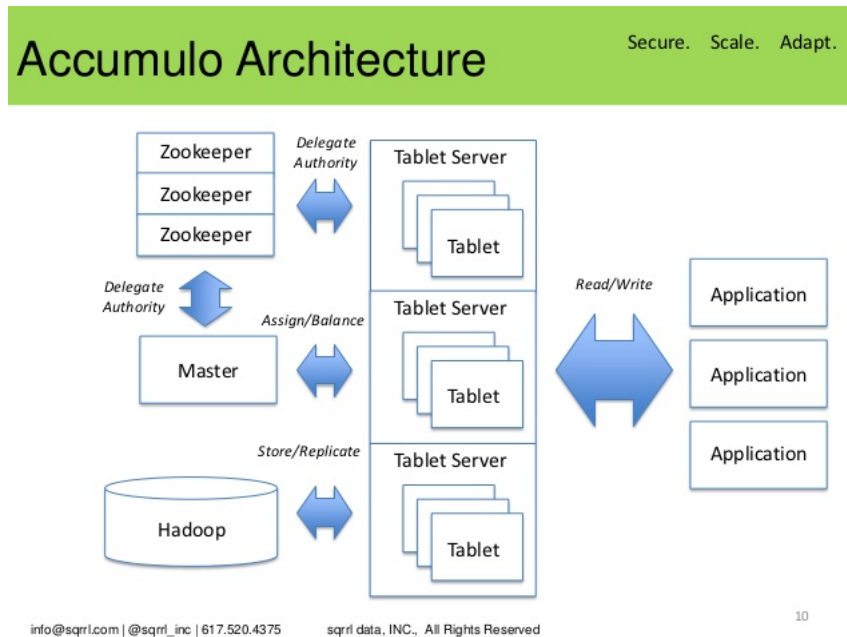 Accumulo Architecture
Secure. Scale. Adapt.
Zookeeper
Zookeeper
Zookeeper
Delegate
Authority
Tablet Server
Tablet
Delegate
Authority
Assign/Balance
Master
Tablet Server
Tablet
Read/Write
Application
Application
Application
Store/Replicate
Hadoop
Tablet Server
Tablet
info@sqrrl.com | @sqrrl_inc | 617.520.4375
sqrrl data, INC., All Rights Reserved
10